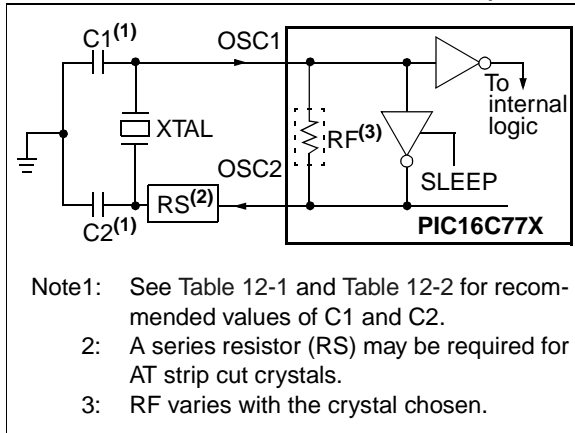 C1(1)
OSC1
To
internal
logic
XTAL
RF(3)
OSC2
SLEEP
RS(2)
C2(1)
PIC16C77X
Note1: See Table 12-1 and Table 12-2 for recom-
mended values of C1 and C2.
2: A series resistor (RS) may be required for
AT strip cut crystals.
3: RF varies with the crystal chosen.